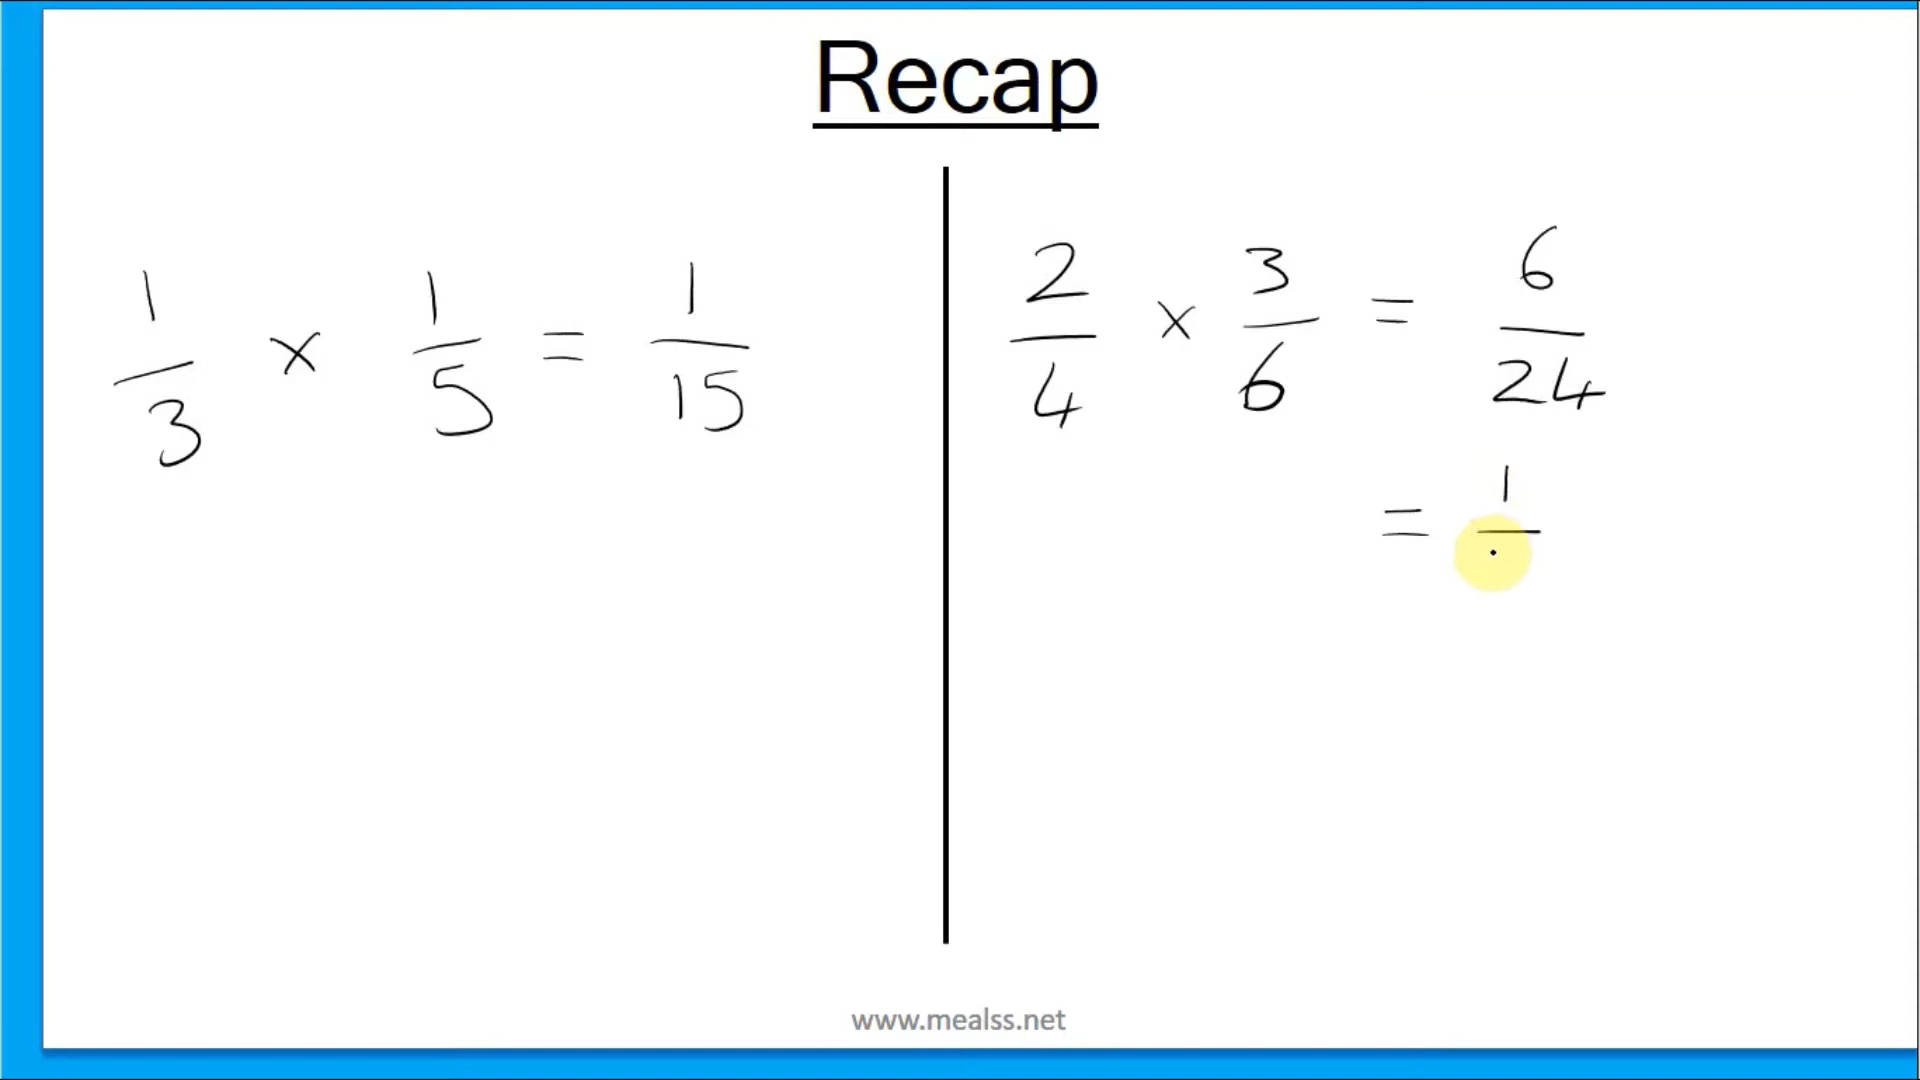 Recap
1/3 × 1/5 = 1/15
2/4 × 3/6 = 6/24
= 1/
www.mealss.net